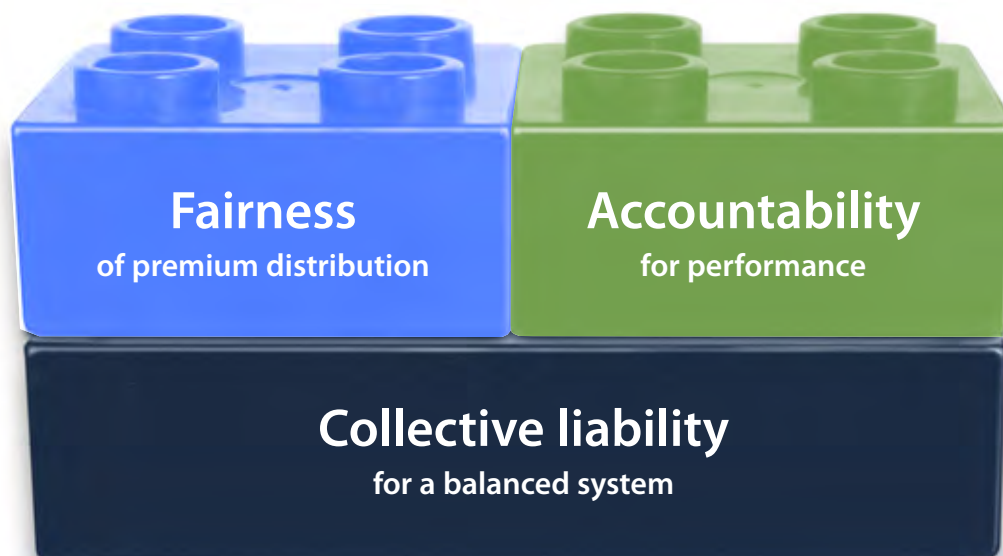 Fairness
of premium distribution
Accountability
for performance
Collective liability
for a balanced system